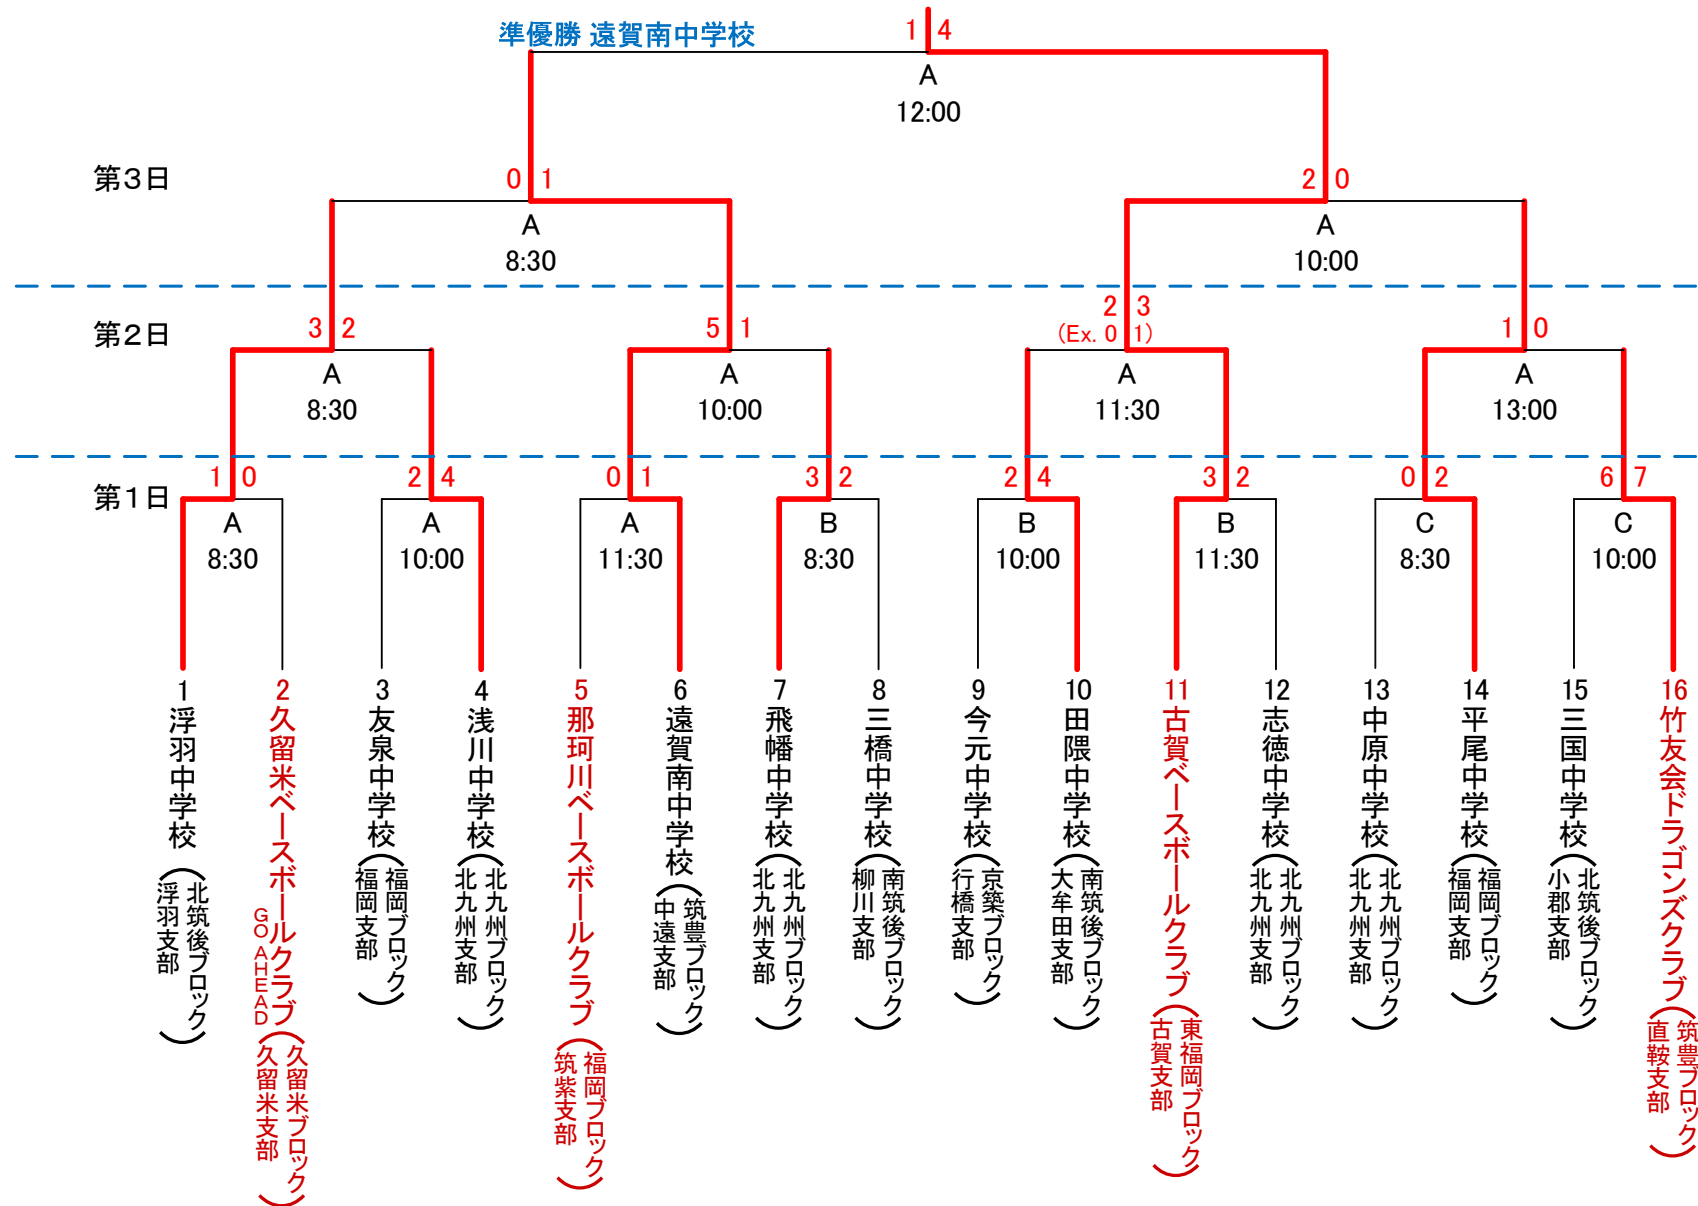 準優勝 遠賀南中学校
1 4
A
12:00
第3日
0 1
A
8:30
2 0
A
10:00
第2日
3 2
A
8:30
5 1
A
10:00
2 3
(Ex. 0 1)
A
11:30
1 0
A
13:00
第1日
1 0
A
8:30
2 4
A
10:00
0 1
A
11:30
3 2
B
8:30
2 4
B
10:00
3 2
B
11:30
0 2
C
8:30
6 7
C
10:00
1
浮羽中学校
(北筑後ブロック
浮羽支部)
2
久留米ベースボールクラブ
GO AHEAD
(久留米ブロック
久留米支部)
3
友泉中学校
(福岡ブロック
福岡支部)
4
浅川中学校
(北九州ブロック
北九州支部)
5
那珂川ベースボールクラブ
(福岡ブロック
筑紫支部)
6
遠賀南中学校
(筑豊ブロック
中遠支部)
7
飛幡中学校
(北九州ブロック
北九州支部)
8
三橋中学校
(南筑後ブロック
柳川支部)
9
今元中学校
(京築ブロック
行橋支部)
10
田隈中学校
(南筑後ブロック
大牟田支部)
11
古賀ベースボールクラブ
(東福岡ブロック
古賀支部)
12
志徳中学校
(北九州ブロック
北九州支部)
13
中原中学校
(北九州ブロック
北九州支部)
14
平尾中学校
(福岡ブロック
福岡支部)
15
三国中学校
(北筑後ブロック
小郡支部)
16
竹友会ドラゴンズクラブ
(筑豊ブロック
直鞍支部)